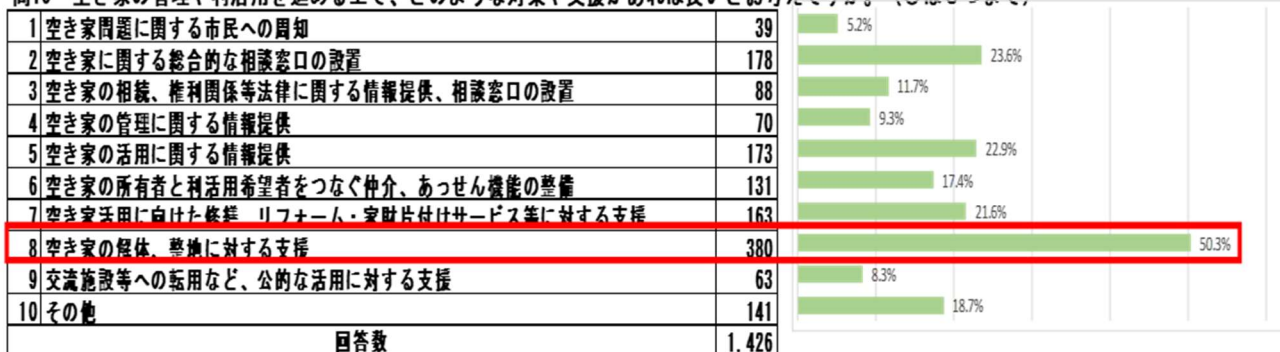 1 空き家問題に関する市民への周知 39 5.2%
2 空き家に関する総合的な相談窓口の設置 178 23.6%
3 空き家の相続、権利関係等法律に関する情報提供、相談窓口の設置 88 11.7%
4 空き家の管理に関する情報提供 70 9.3%
5 空き家の活用に関する情報提供 173 22.9%
6 空き家の所有者と利活用希望者をつなぐ仲介、あっせん機能の整備 131 17.4%
7 空き家活用に向けた修繕、リフォーム・家財片付けサービス等に対する支援 163 21.6%
8 空き家の解体、整地に対する支援 380 50.3%
9 交流施設等への転用など、公的な活用に対する支援 63 8.3%
10 その他 141 18.7%
回答数 1,426